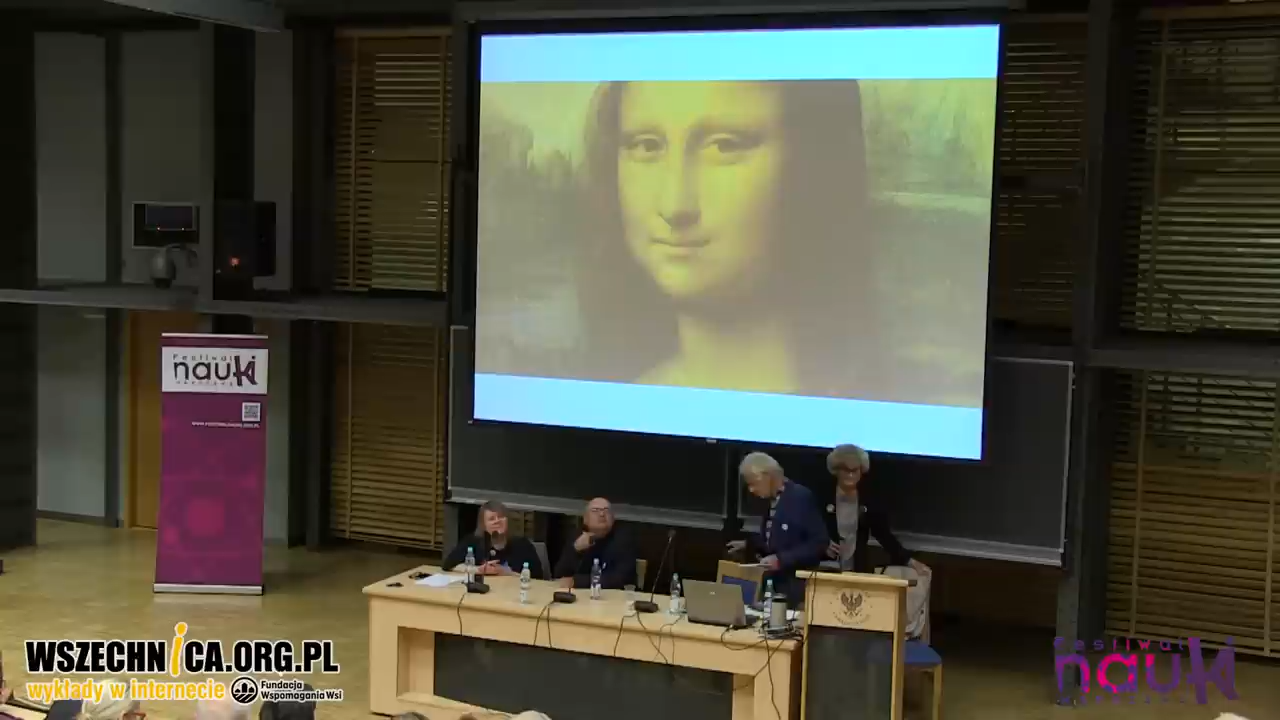 Festiwal
nauki
WSZECHNICA.ORG.PL
wykłady w internecie
Fundacja
Wspomagania Wsi
Festiwal
nauki